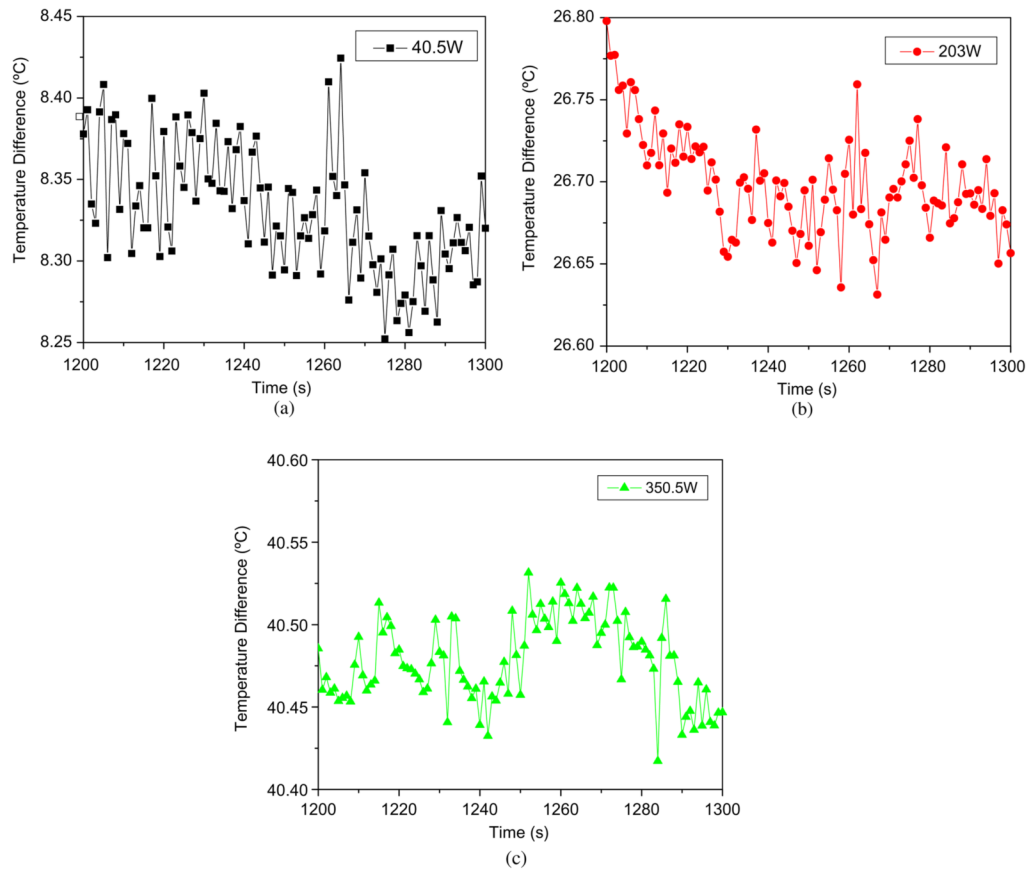 8.45
8.40
8.35
8.30
8.25
Temperature Difference (ºC)
40.5W
1200 1220 1240 1260 1280 1300
Time (s)
(a)
26.80
26.75
26.70
26.65
26.60
Temperature Difference (ºC)
203W
1200 1220 1240 1260 1280 1300
Time (s)
(b)
40.60
40.55
40.50
40.45
40.40
Temperature Difference (ºC)
350.5W
1200 1220 1240 1260 1280 1300
Time (s)
(c)